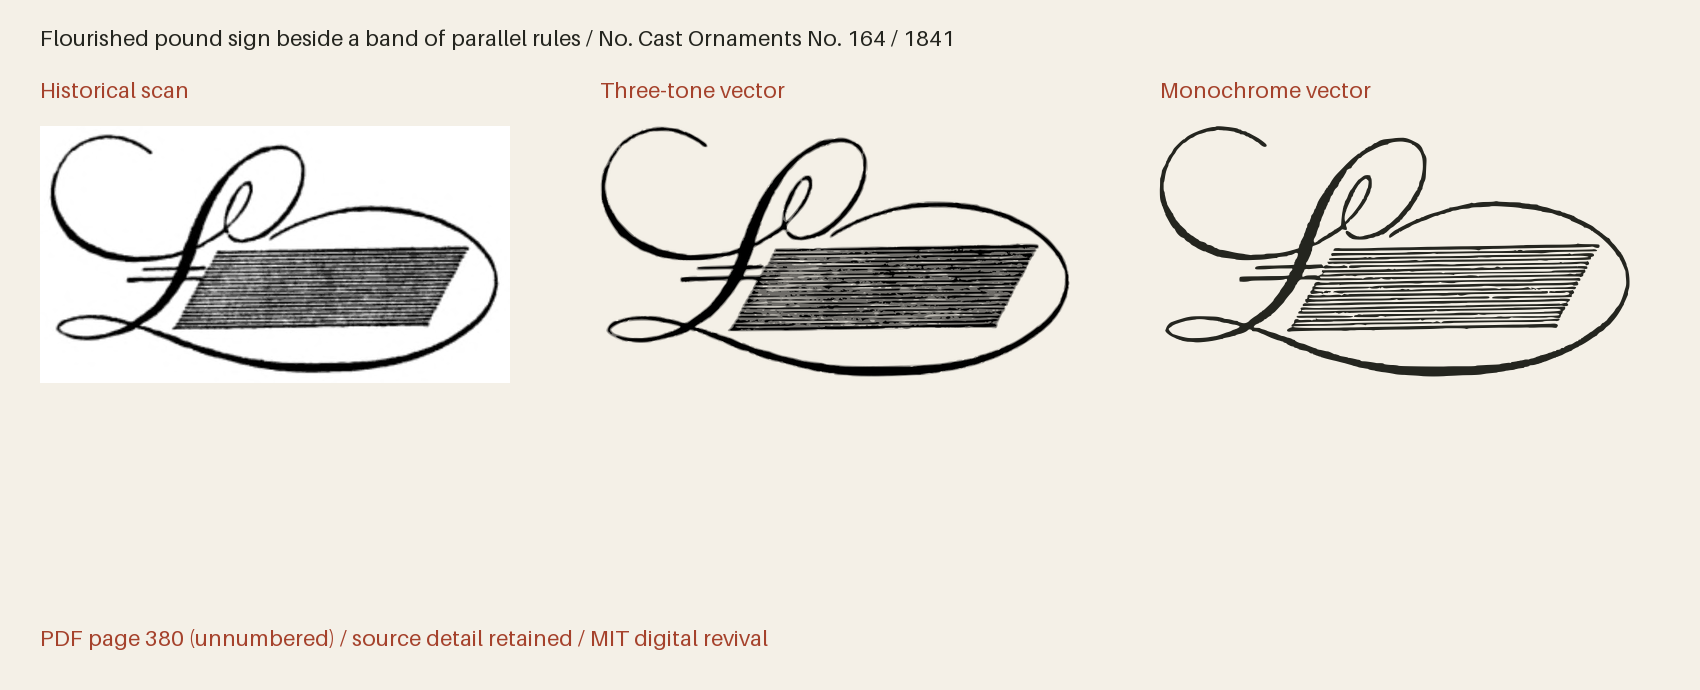 Flourished pound sign beside a band of parallel rules / No. Cast Ornaments No. 164 / 1841
Historical scan
Three-tone vector
Monochrome vector
£
£
£
PDF page 380 (unnumbered) / source detail retained / MIT digital revival